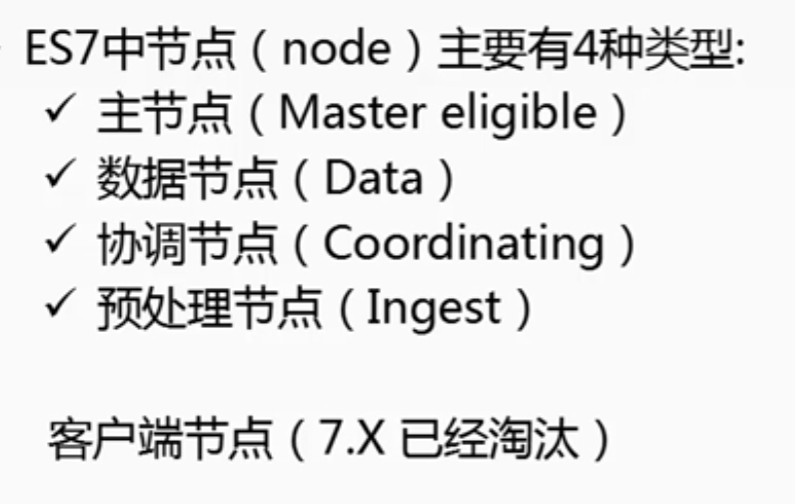 ES7中节点（node）主要有4种类型:
✓ 主节点（Master eligible）
✓ 数据节点（Data）
✓ 协调节点（Coordinating）
✓ 预处理节点（Ingest）
客户端节点（7.X 已经淘汰）